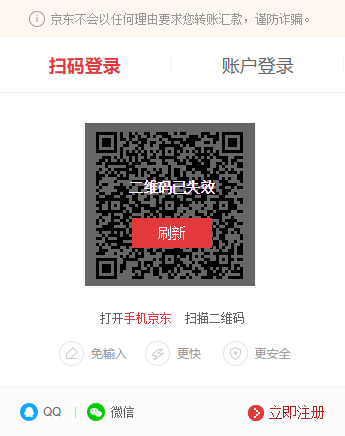 京东不会以任何理由要求您转账汇款，谨防诈骗。
扫码登录 账户登录
二维码已失效
刷新
打开手机京东 扫描二维码
免输入 更快 更安全
QQ 微信 立即注册